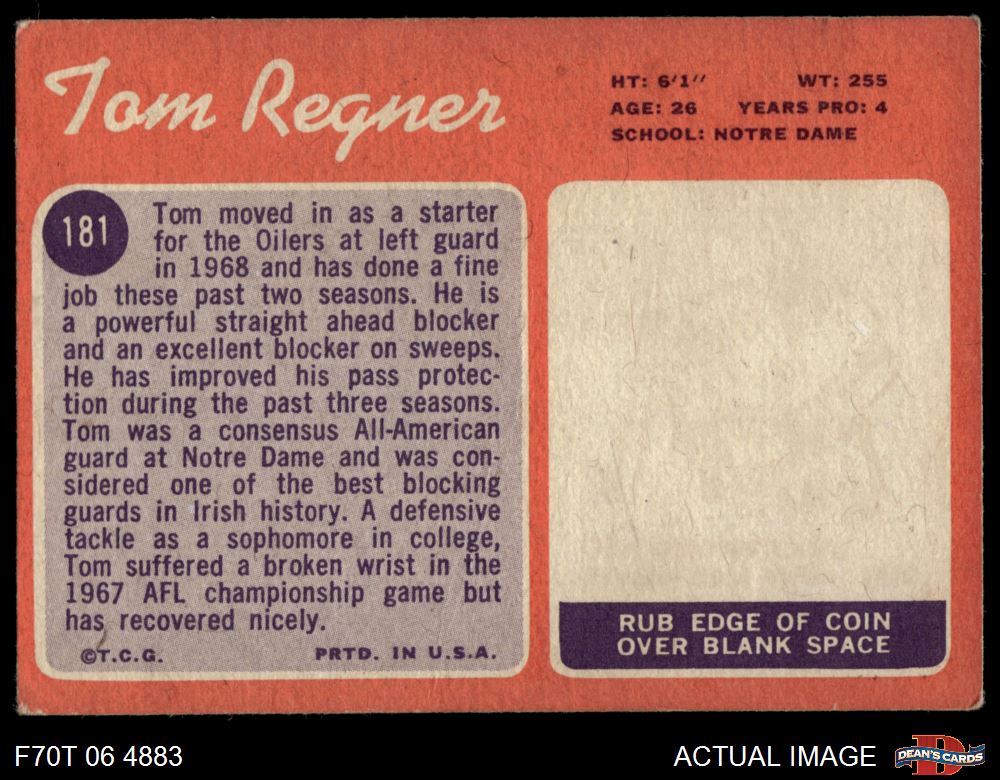 Tom Regner
HT: 6'1" WT: 255
AGE: 26 YEARS PRO: 4
SCHOOL: NOTRE DAME
181
Tom moved in as a starter
for the Oilers at left guard
in 1968 and has done a fine
job these past two seasons. He is
a powerful straight ahead blocker
and an excellent blocker on sweeps.
He has improved his pass protec-
tion during the past three seasons.
Tom was a consensus All-American
guard at Notre Dame and was con-
sidered one of the best blocking
guards in Irish history. A defensive
tackle as a sophomore in college,
Tom suffered a broken wrist in the
1967 AFL championship game but
has recovered nicely.
©T.C.G. PRTD. IN U.S.A.
RUB EDGE OF COIN
OVER BLANK SPACE
F70T 06 4883
ACTUAL IMAGE
D
DEAN'S CARDS